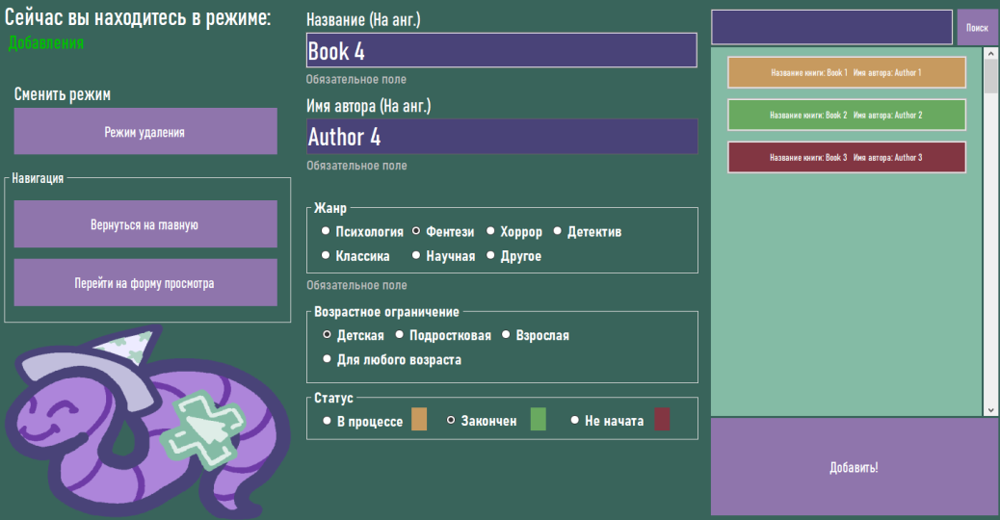 Сейчас вы находитесь в режиме:
Добавления
Сменить режим
Режим удаления
Навигация
Вернуться на главную
Перейти на форму просмотра
Название (На анг.)
Book 4
Обязательное поле
Имя автора (На анг.)
Author 4
Обязательное поле
Жанр
Психология Фентези Хоррор Детектив
Классика Научная Другое
Обязательное поле
Возрастное ограничение
Детская Подростковая Взрослая
Для любого возраста
Статус
В процессе Закончен Не начата
Поиск
Название книги: Book 1 Имя автора: Author 1
Название книги: Book 2 Имя автора: Author 2
Название книги: Book 3 Имя автора: Author 3
Добавить!